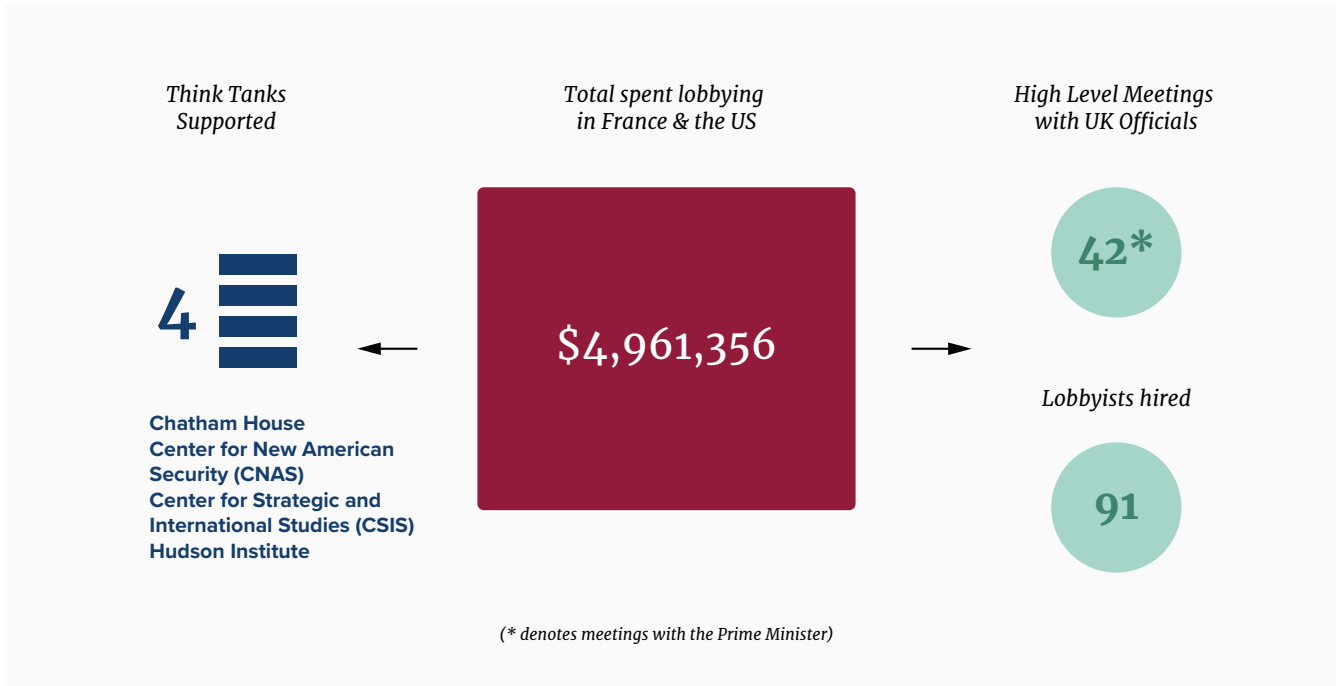 Think Tanks
Supported
4
Chatham House
Center for New American
Security (CNAS)
Center for Strategic and
International Studies (CSIS)
Hudson Institute
Total spent lobbying
in France & the US
$4,961,356
High Level Meetings
with UK Officials
42*
Lobbyists hired
91
(* denotes meetings with the Prime Minister)